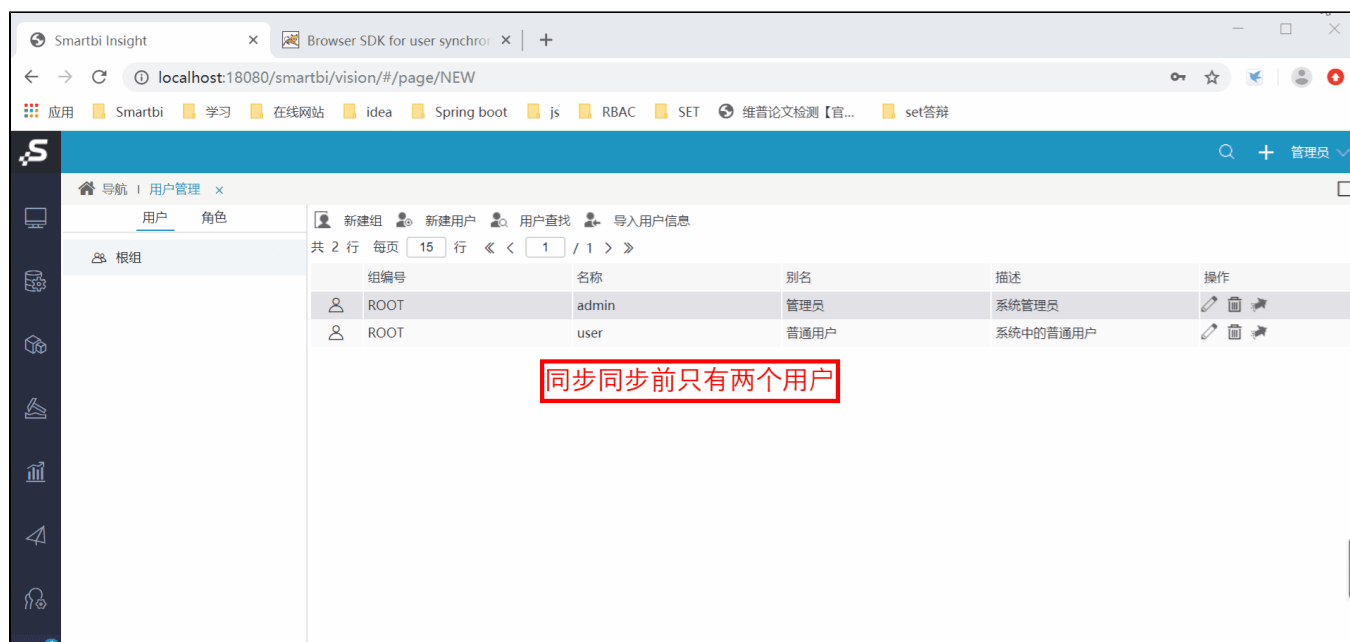 Smartbi Insight
Browser SDK for user synchror
localhost:18080/smartbi/vision/#/page/NEW
应用 Smartbi 学习 在线网站 idea Spring boot js RBAC SET 维普论文检测【官... set答辩
管理员
导航 用户管理
用户 角色
新建组 新建用户 用户查找 导入用户信息
共 2 行 每页 15 行 1 / 1
根组
组编号 名称 别名 描述 操作
ROOT admin 管理员 系统管理员
ROOT user 普通用户 系统中的普通用户
同步同步前只有两个用户